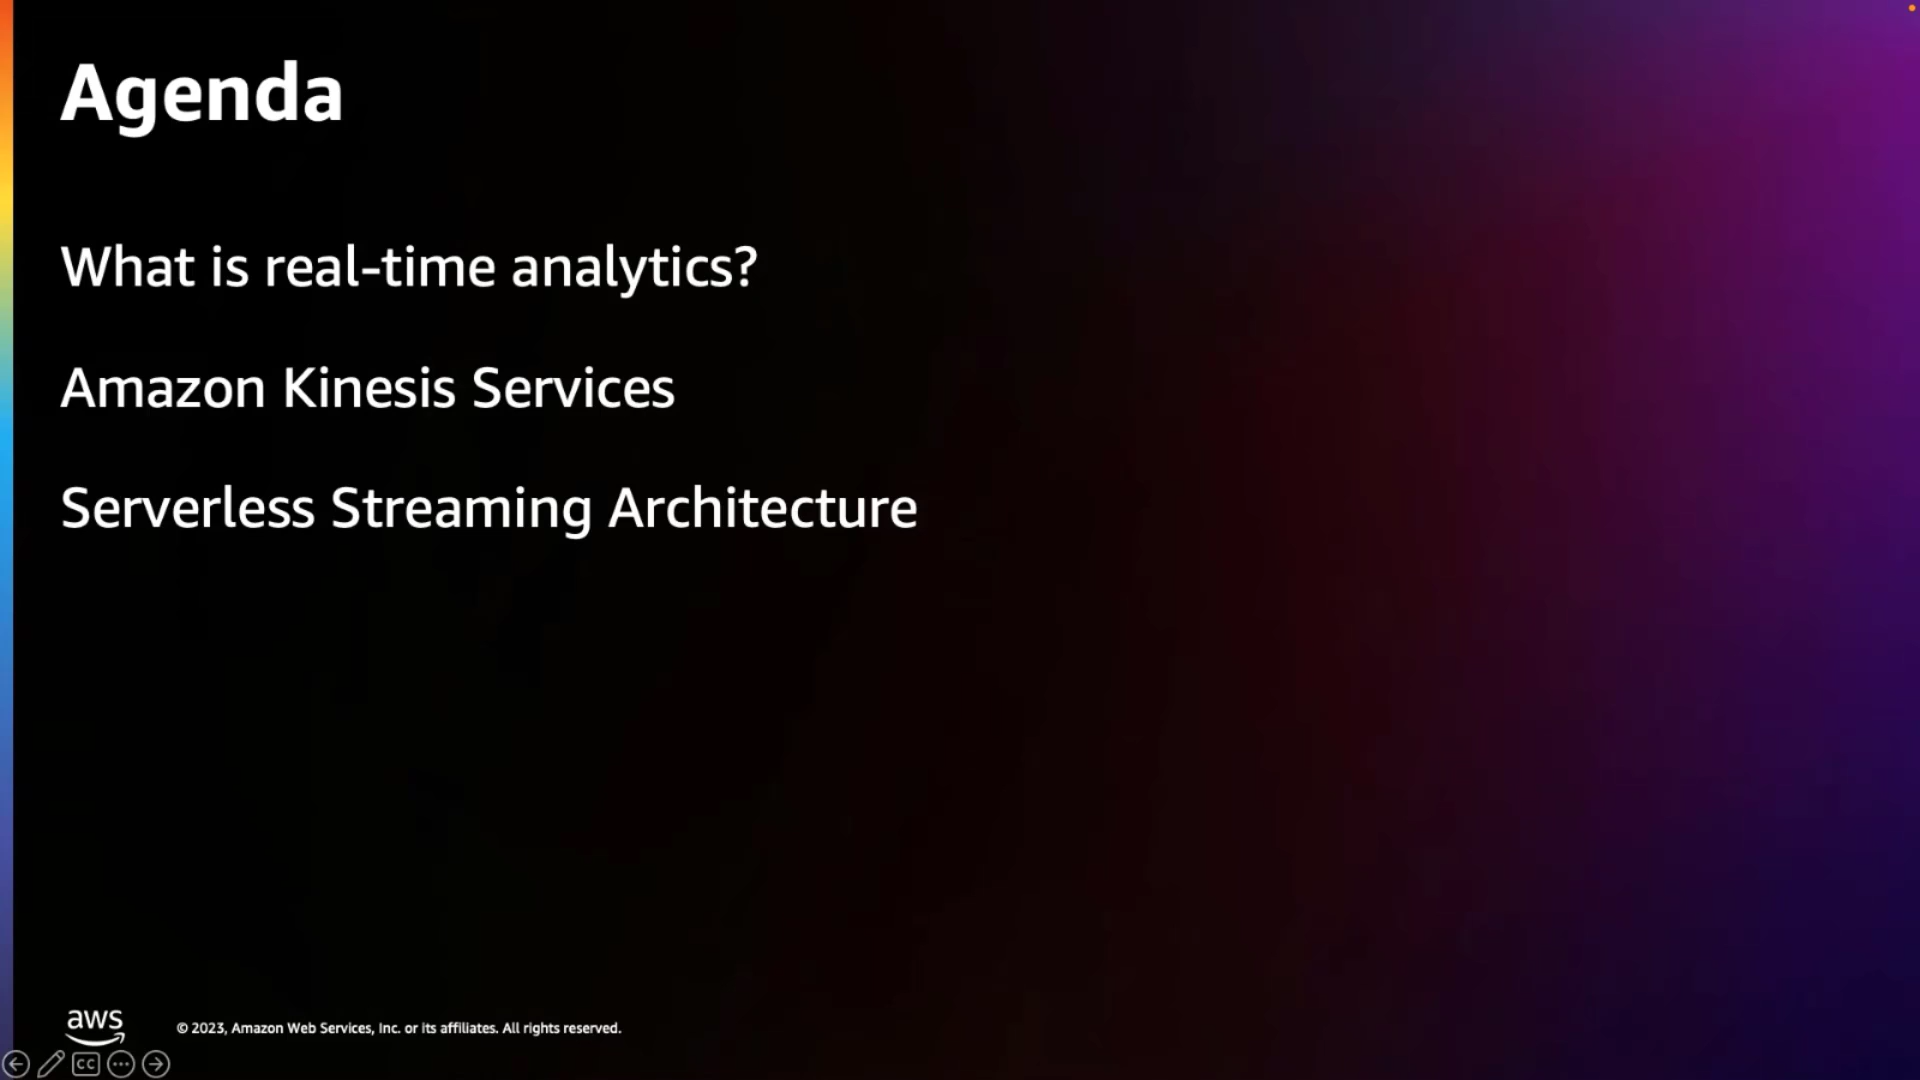 Agenda
What is real-time analytics?
Amazon Kinesis Services
Serverless Streaming Architecture
aws
© 2023, Amazon Web Services, Inc. or its affiliates. All rights reserved.
CC